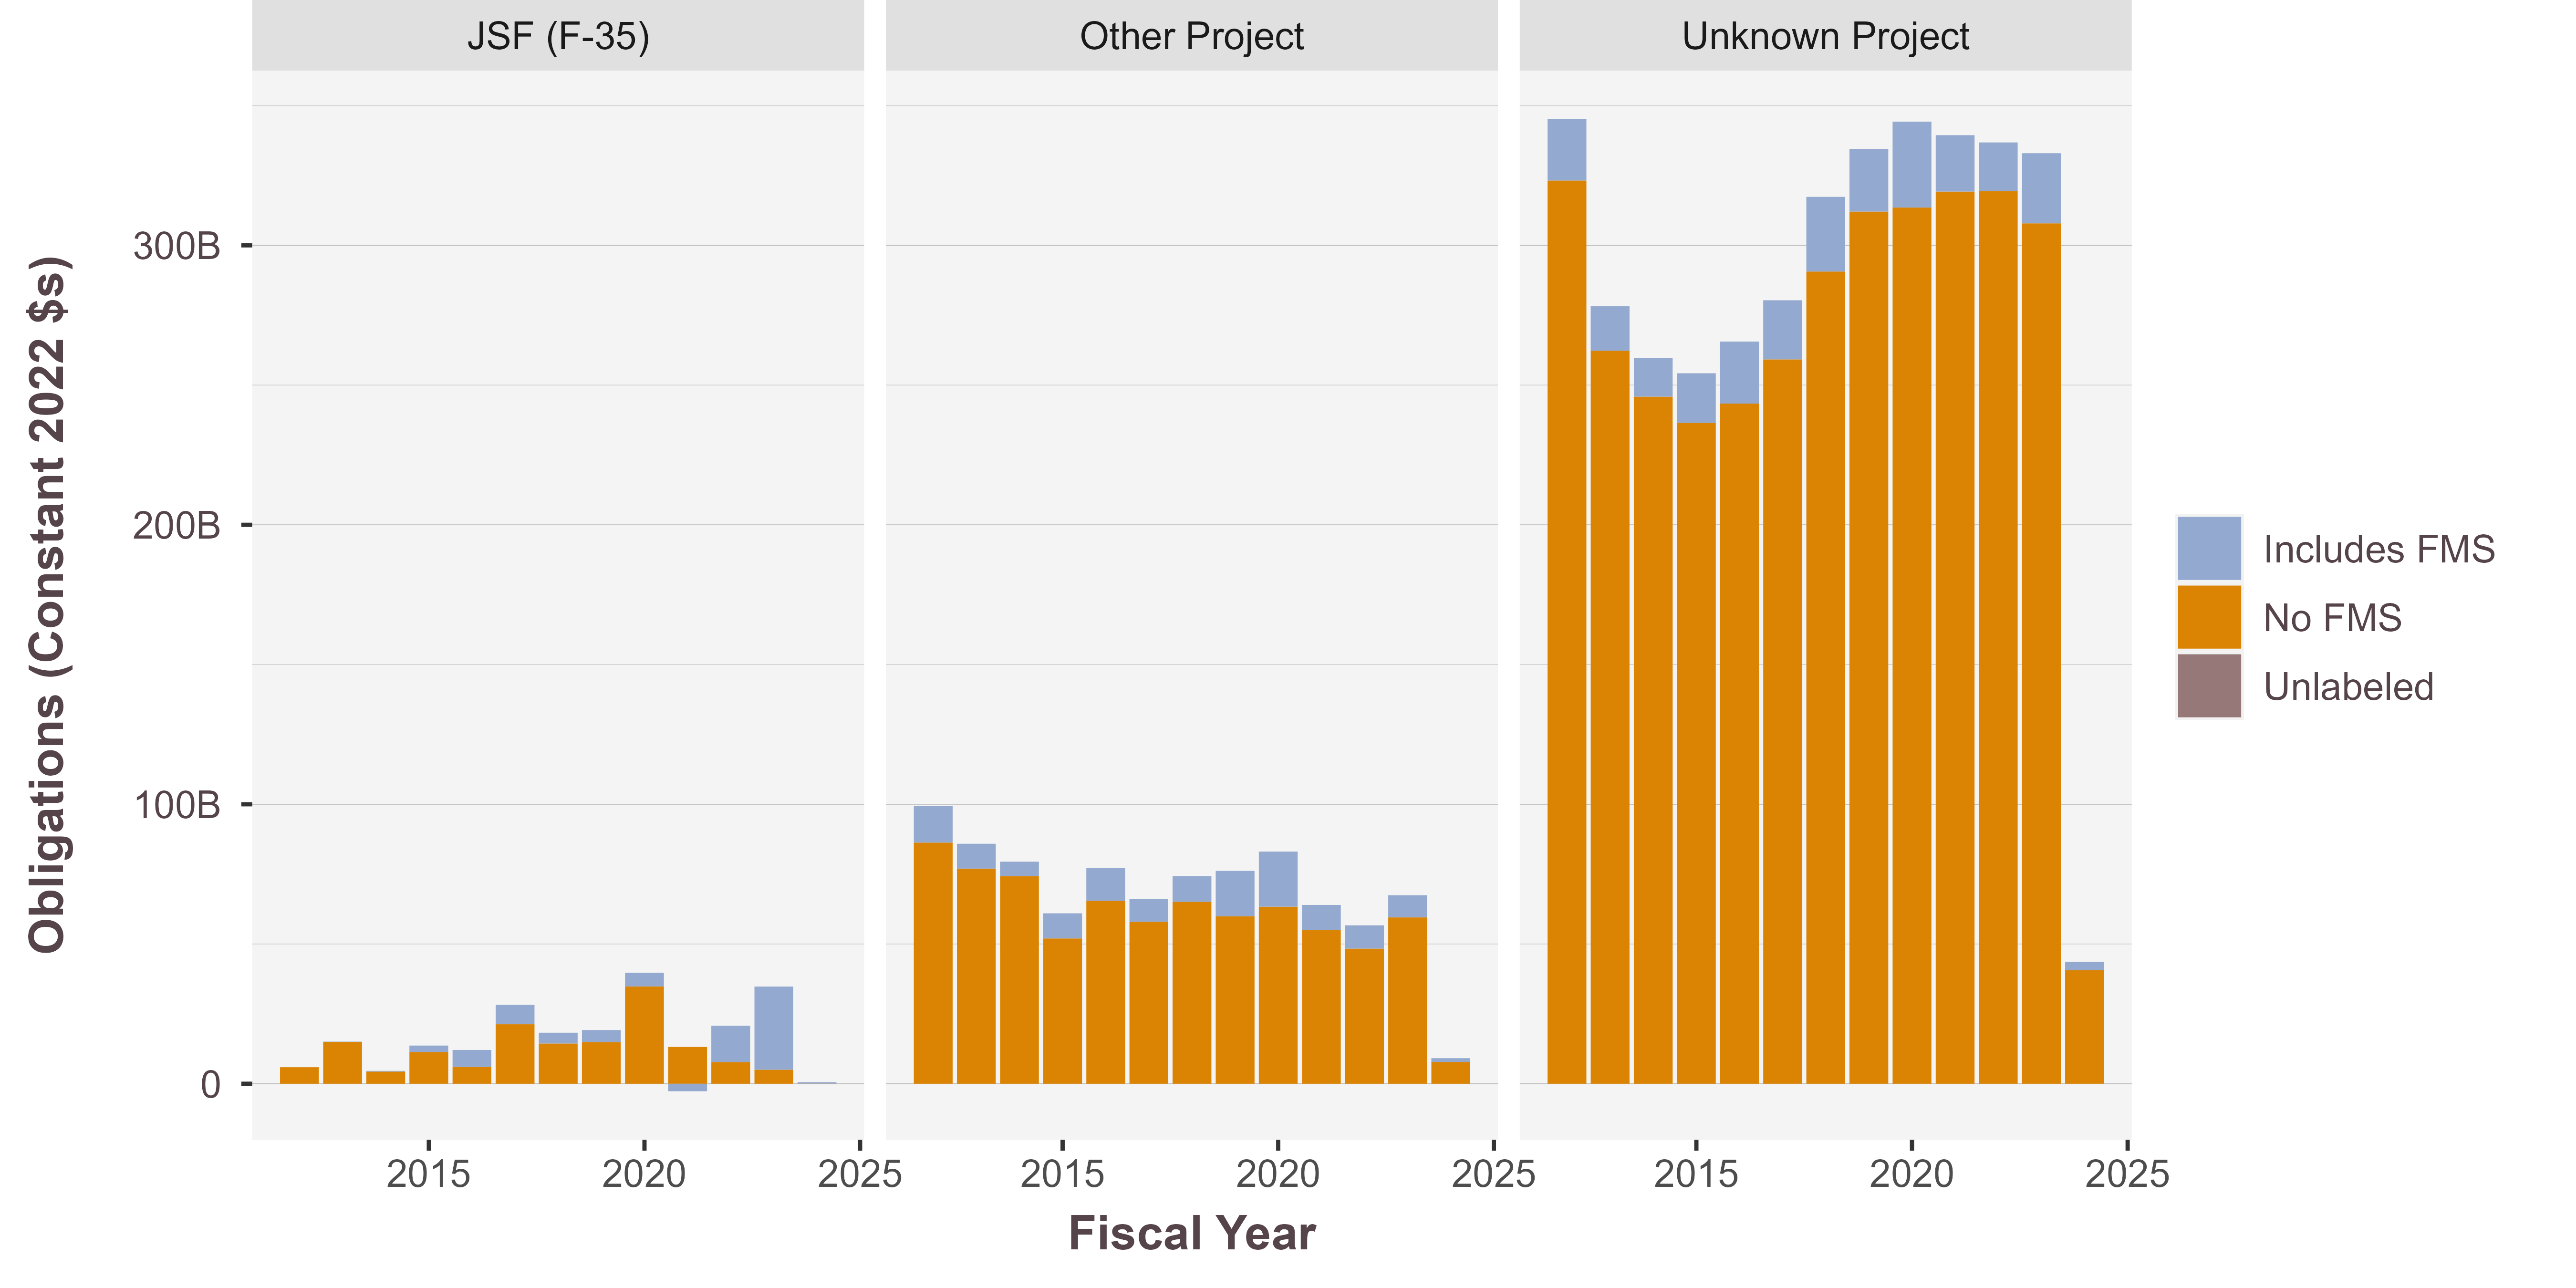 JSF (F-35)
Other Project
Unknown Project
Obligations (Constant 2022 $s)
300B
200B
100B
0
2015
2020
2025
2015
2020
2025
2015
2020
2025
Fiscal Year
Includes FMS
No FMS
Unlabeled